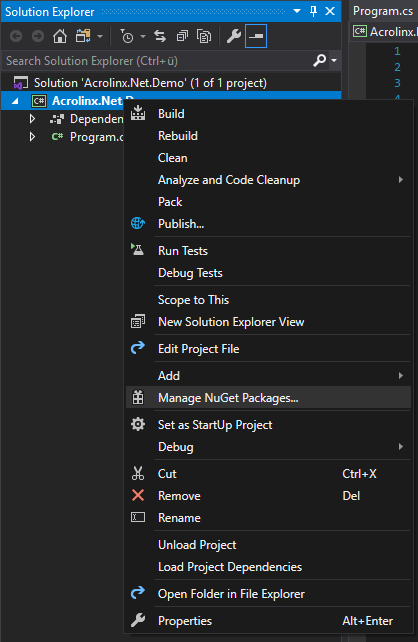 Solution Explorer
Program.cs
C# Acrolinx.
Search Solution Explorer (Ctrl+ü)
1
2
3
4
5
Solution 'Acrolinx.Net.Demo' (1 of 1 project)
C# Acrolinx.Net.D
Dependen
C# Program.c
Build
Rebuild
Clean
Analyze and Code Cleanup
Pack
Publish...
Run Tests
Debug Tests
Scope to This
New Solution Explorer View
Edit Project File
Add
Manage NuGet Packages...
Set as StartUp Project
Debug
Cut Ctrl+X
Remove Del
Rename
Unload Project
Load Project Dependencies
Open Folder in File Explorer
Properties Alt+Enter